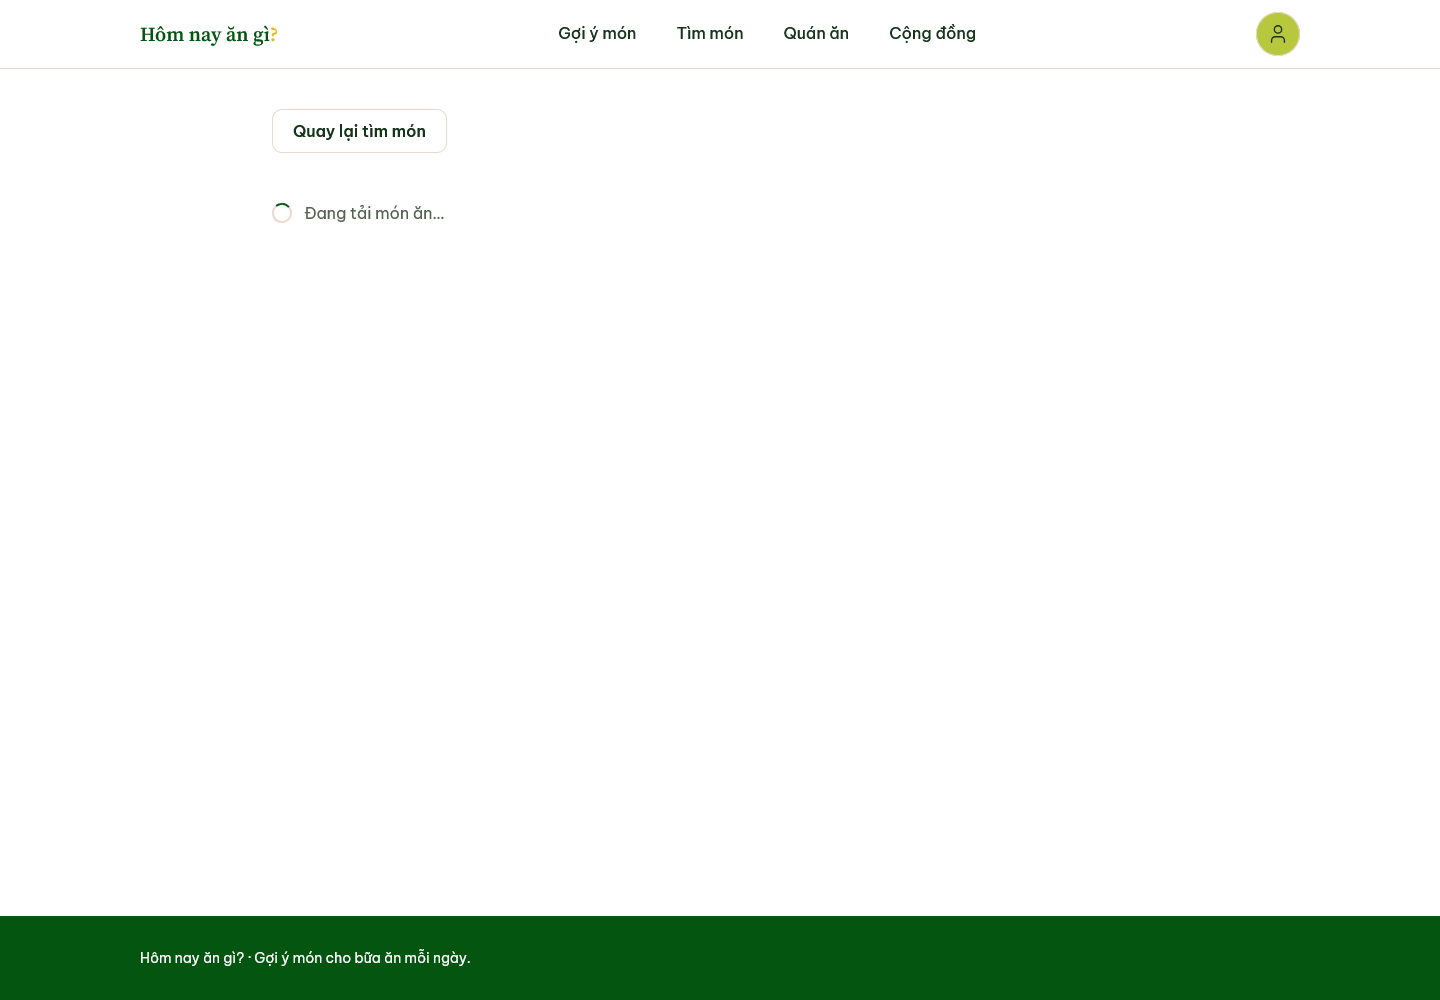 Hôm nay ăn gì?
Gợi ý món
Tìm món
Quán ăn
Cộng đồng
Quay lại tìm món
Đang tải món ăn...
Hôm nay ăn gì? · Gợi ý món cho bữa ăn mỗi ngày.